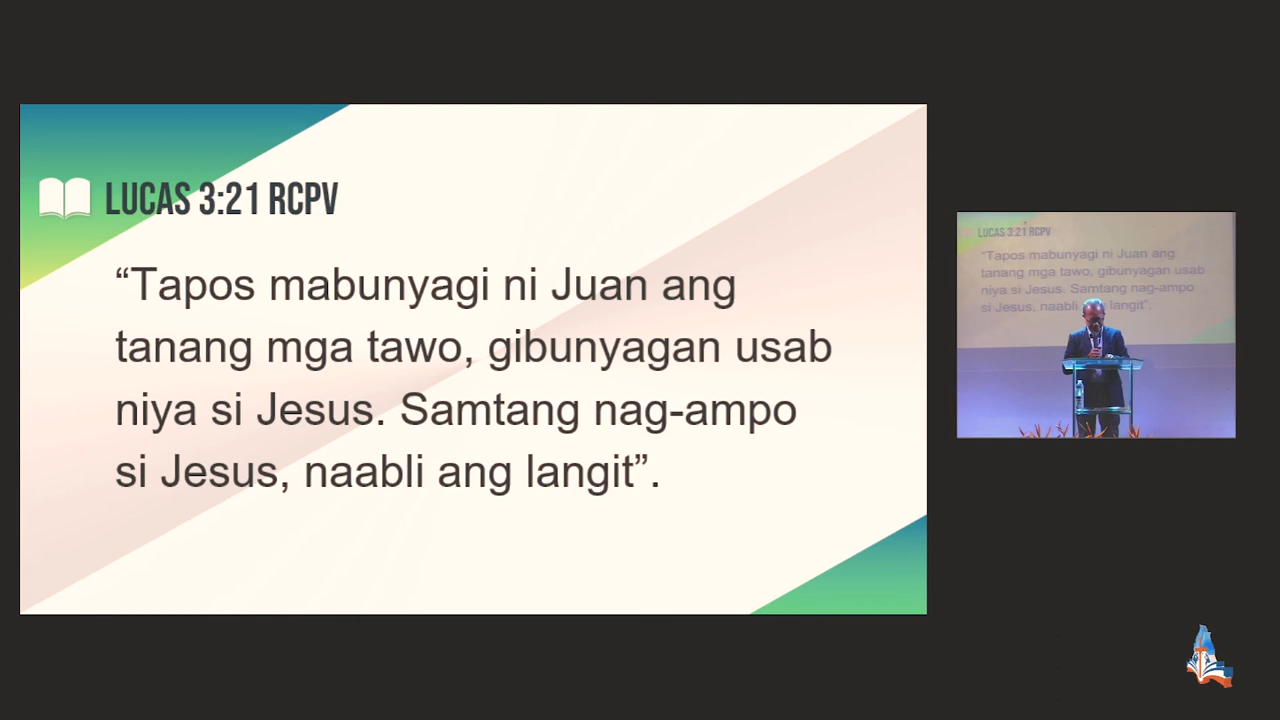 LUCAS 3:21 RCPV
“Tapos mabunyagi ni Juan ang
tanang mga tawo, gibunyagan usab
niya si Jesus. Samtang nag-ampo
si Jesus, naabli ang langit”.
LUCAS 3:21 RCPV
“Tapos mabunyagi ni Juan ang
tanang mga tawo, gibunyagan usab
niya si Jesus. Samtang nag-ampo
si Jesus, naabli langit”.